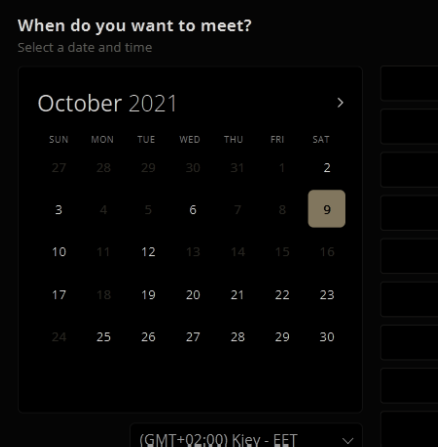 When do you want to meet?
Select a date and time
October 2021
SUN MON TUE WED THU FRI SAT
27 28 29 30 31 1 2
3 4 5 6 7 8 9
10 11 12 13 14 15 16
17 18 19 20 21 22 23
24 25 26 27 28 29 30
(GMT+02:00) Kiev - EET